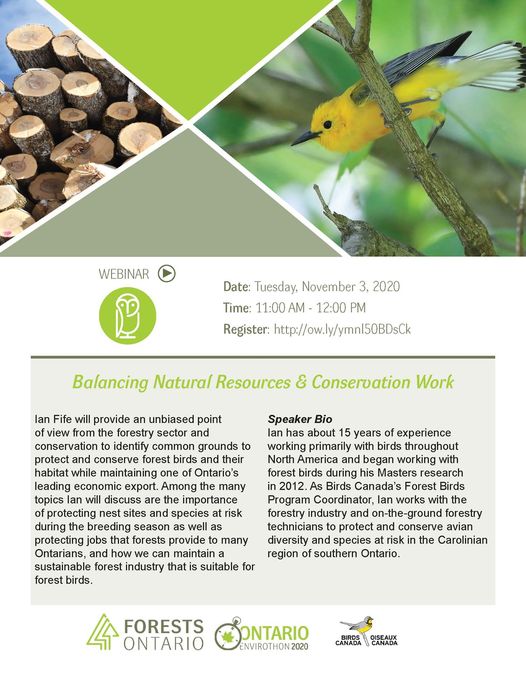 WEBINAR
Date: Tuesday, November 3, 2020
Time: 11:00 AM - 12:00 PM
Register: http://ow.ly/ymnI50BDsCk
Balancing Natural Resources & Conservation Work
Ian Fife will provide an unbiased point
of view from the forestry sector and
conservation to identify common grounds to
protect and conserve forest birds and their
habitat while maintaining one of Ontario's
leading economic export. Among the many
topics Ian will discuss are the importance
of protecting nest sites and species at risk
during the breeding season as well as
protecting jobs that forests provide to many
Ontarians, and how we can maintain a
sustainable forest industry that is suitable for
forest birds.
Speaker Bio
Ian has about 15 years of experience
working primarily with birds throughout
North America and began working with
forest birds during his Masters research
in 2012. As Birds Canada's Forest Birds
Program Coordinator, Ian works with the
forestry industry and on-the-ground forestry
technicians to protect and conserve avian
diversity and species at risk in the Carolinian
region of southern Ontario.
FORESTS
ONTARIO
ONTARIO
ENVIROTHON 2020
BIRDS OISEAUX
CANADA CANADA